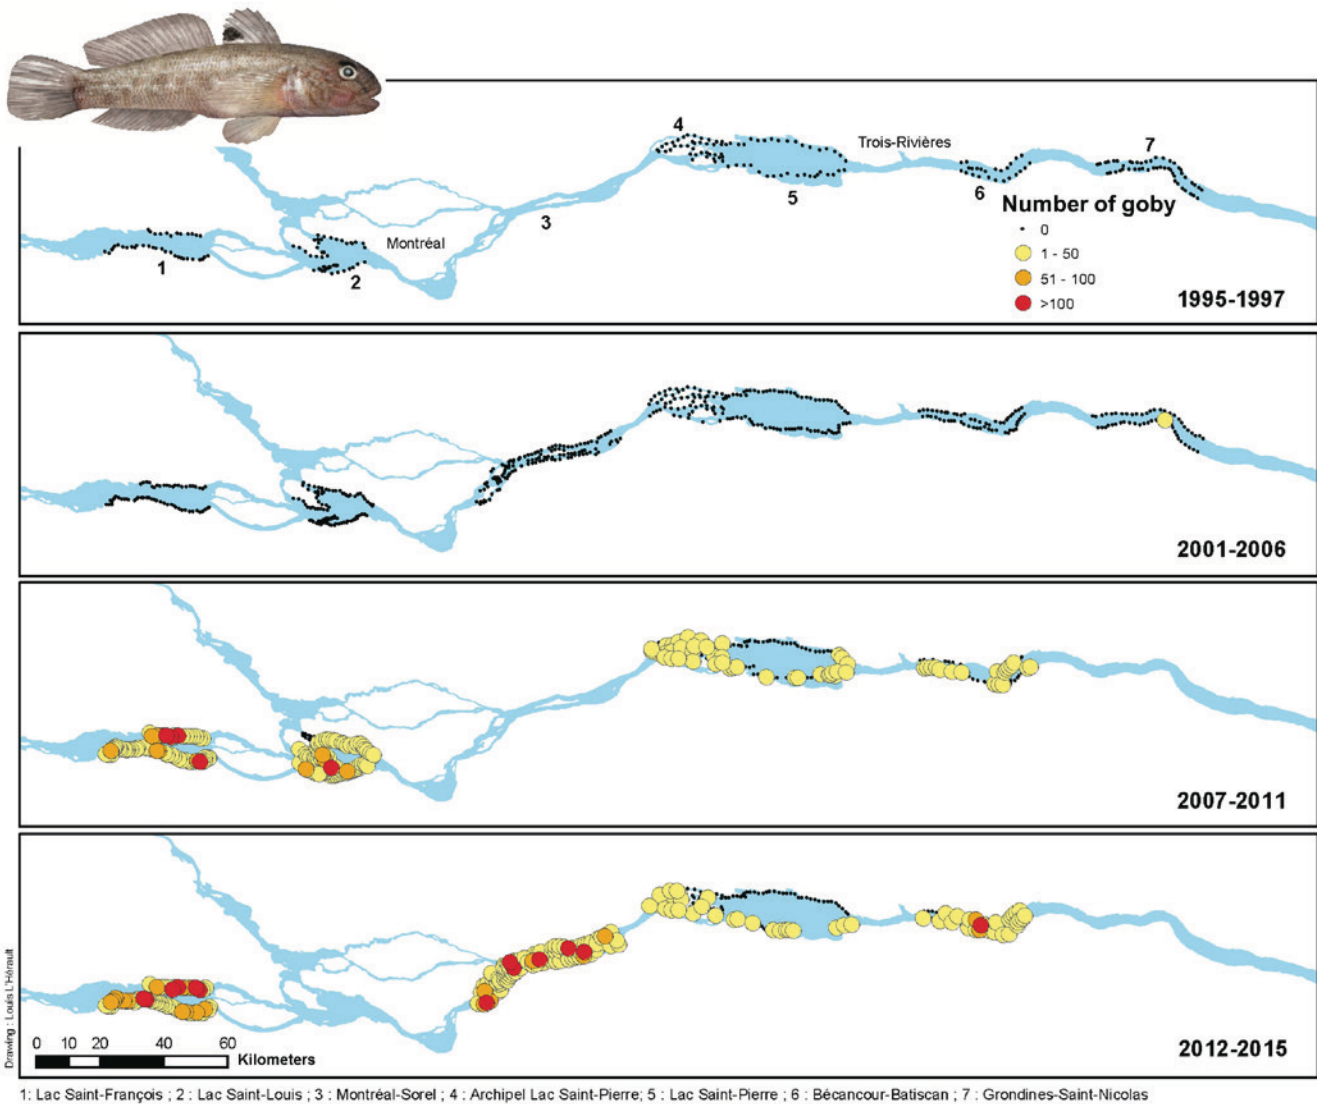 4
Trois-Rivières
7
5
6
3
Number of goby
0
1 - 50
51 - 100
>100
Montréal
1
2
1995-1997
2001-2006
2007-2011
2012-2015
0 10 20 40 60
Kilometers
Drawing : Louis L'Hérault
1: Lac Saint-François ; 2 : Lac Saint-Louis ; 3 : Montréal-Sorel ; 4 : Archipel Lac Saint-Pierre; 5 : Lac Saint-Pierre ; 6 : Bécancour-Batiscan ; 7 : Grondines-Saint-Nicolas